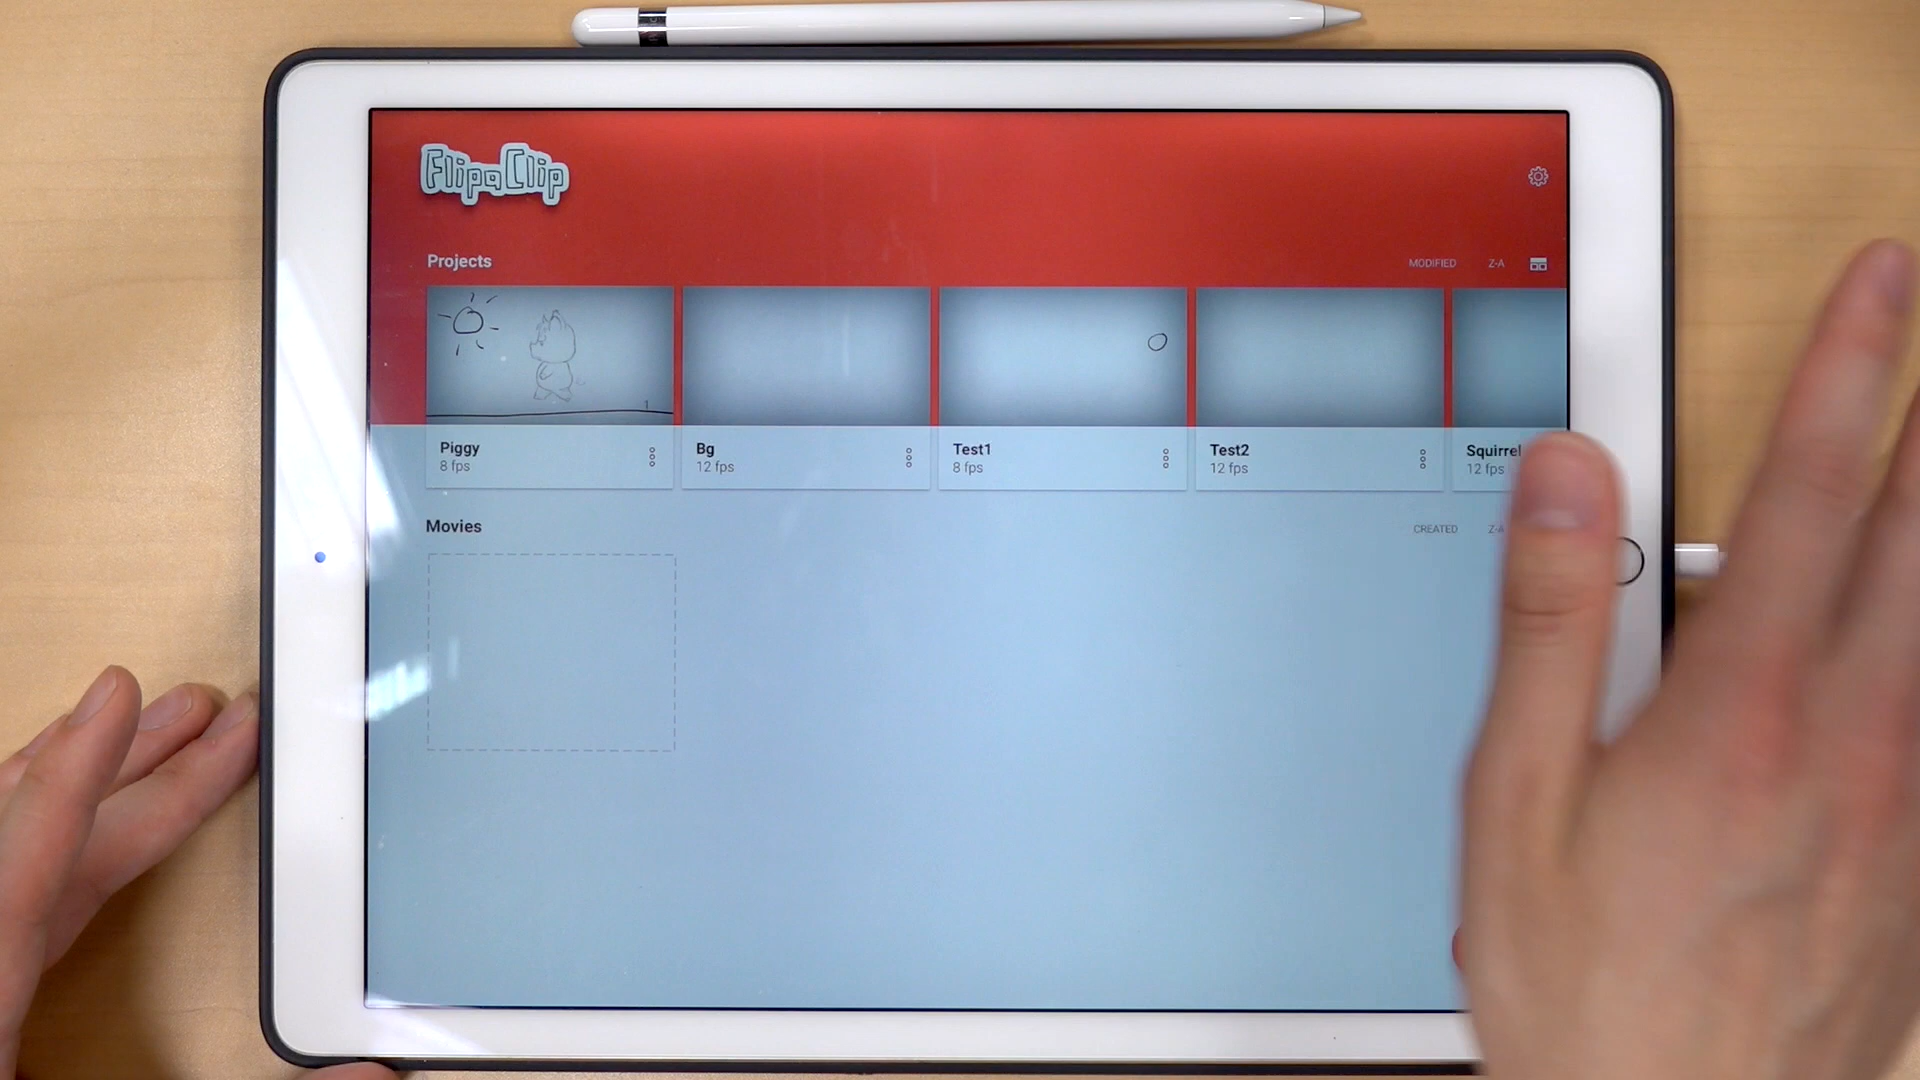 FlipaClip
Projects
MODIFIED Z-A
1
Piggy
8 fps
Bg
12 fps
Test1
8 fps
Test2
12 fps
Squirrel
12 fps
Movies
CREATED Z-A